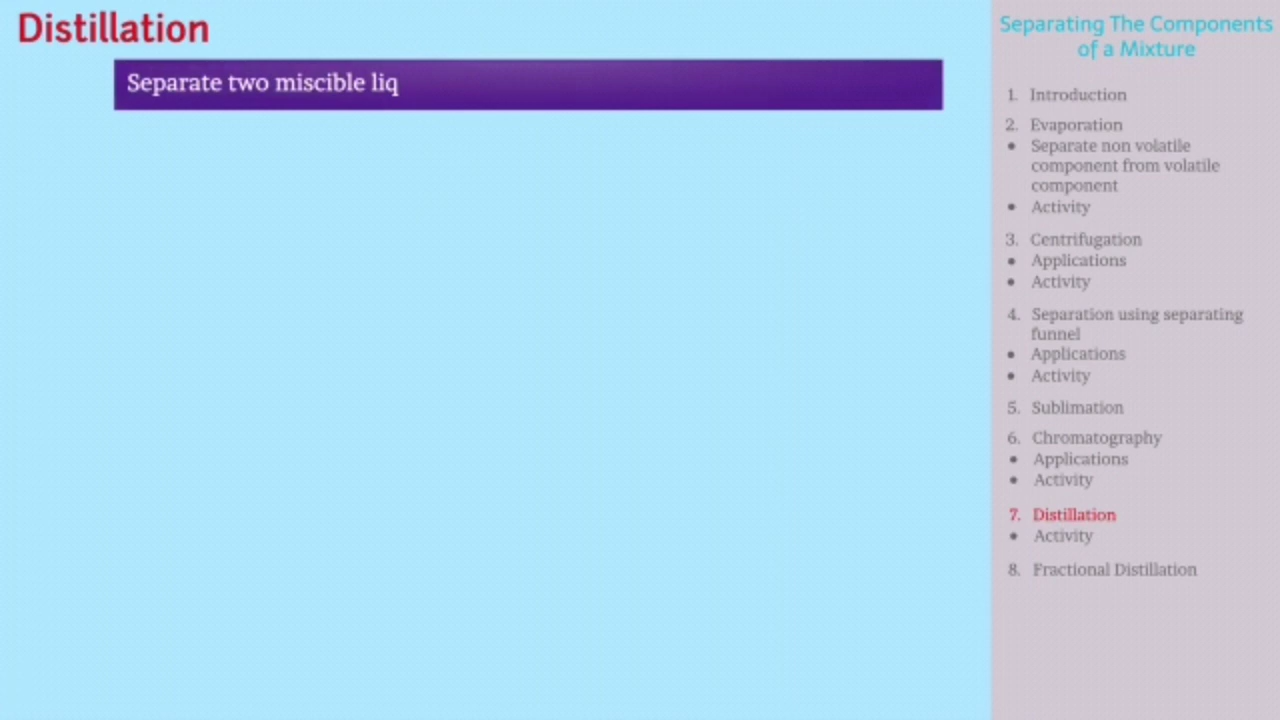 Distillation
Separate two miscible liq
Separating The Components
of a Mixture
1. Introduction
2. Evaporation
• Separate non volatile
component from volatile
component
• Activity
3. Centrifugation
• Applications
• Activity
4. Separation using separating
funnel
• Applications
• Activity
5. Sublimation
6. Chromatography
• Applications
• Activity
7. Distillation
• Activity
8. Fractional Distillation